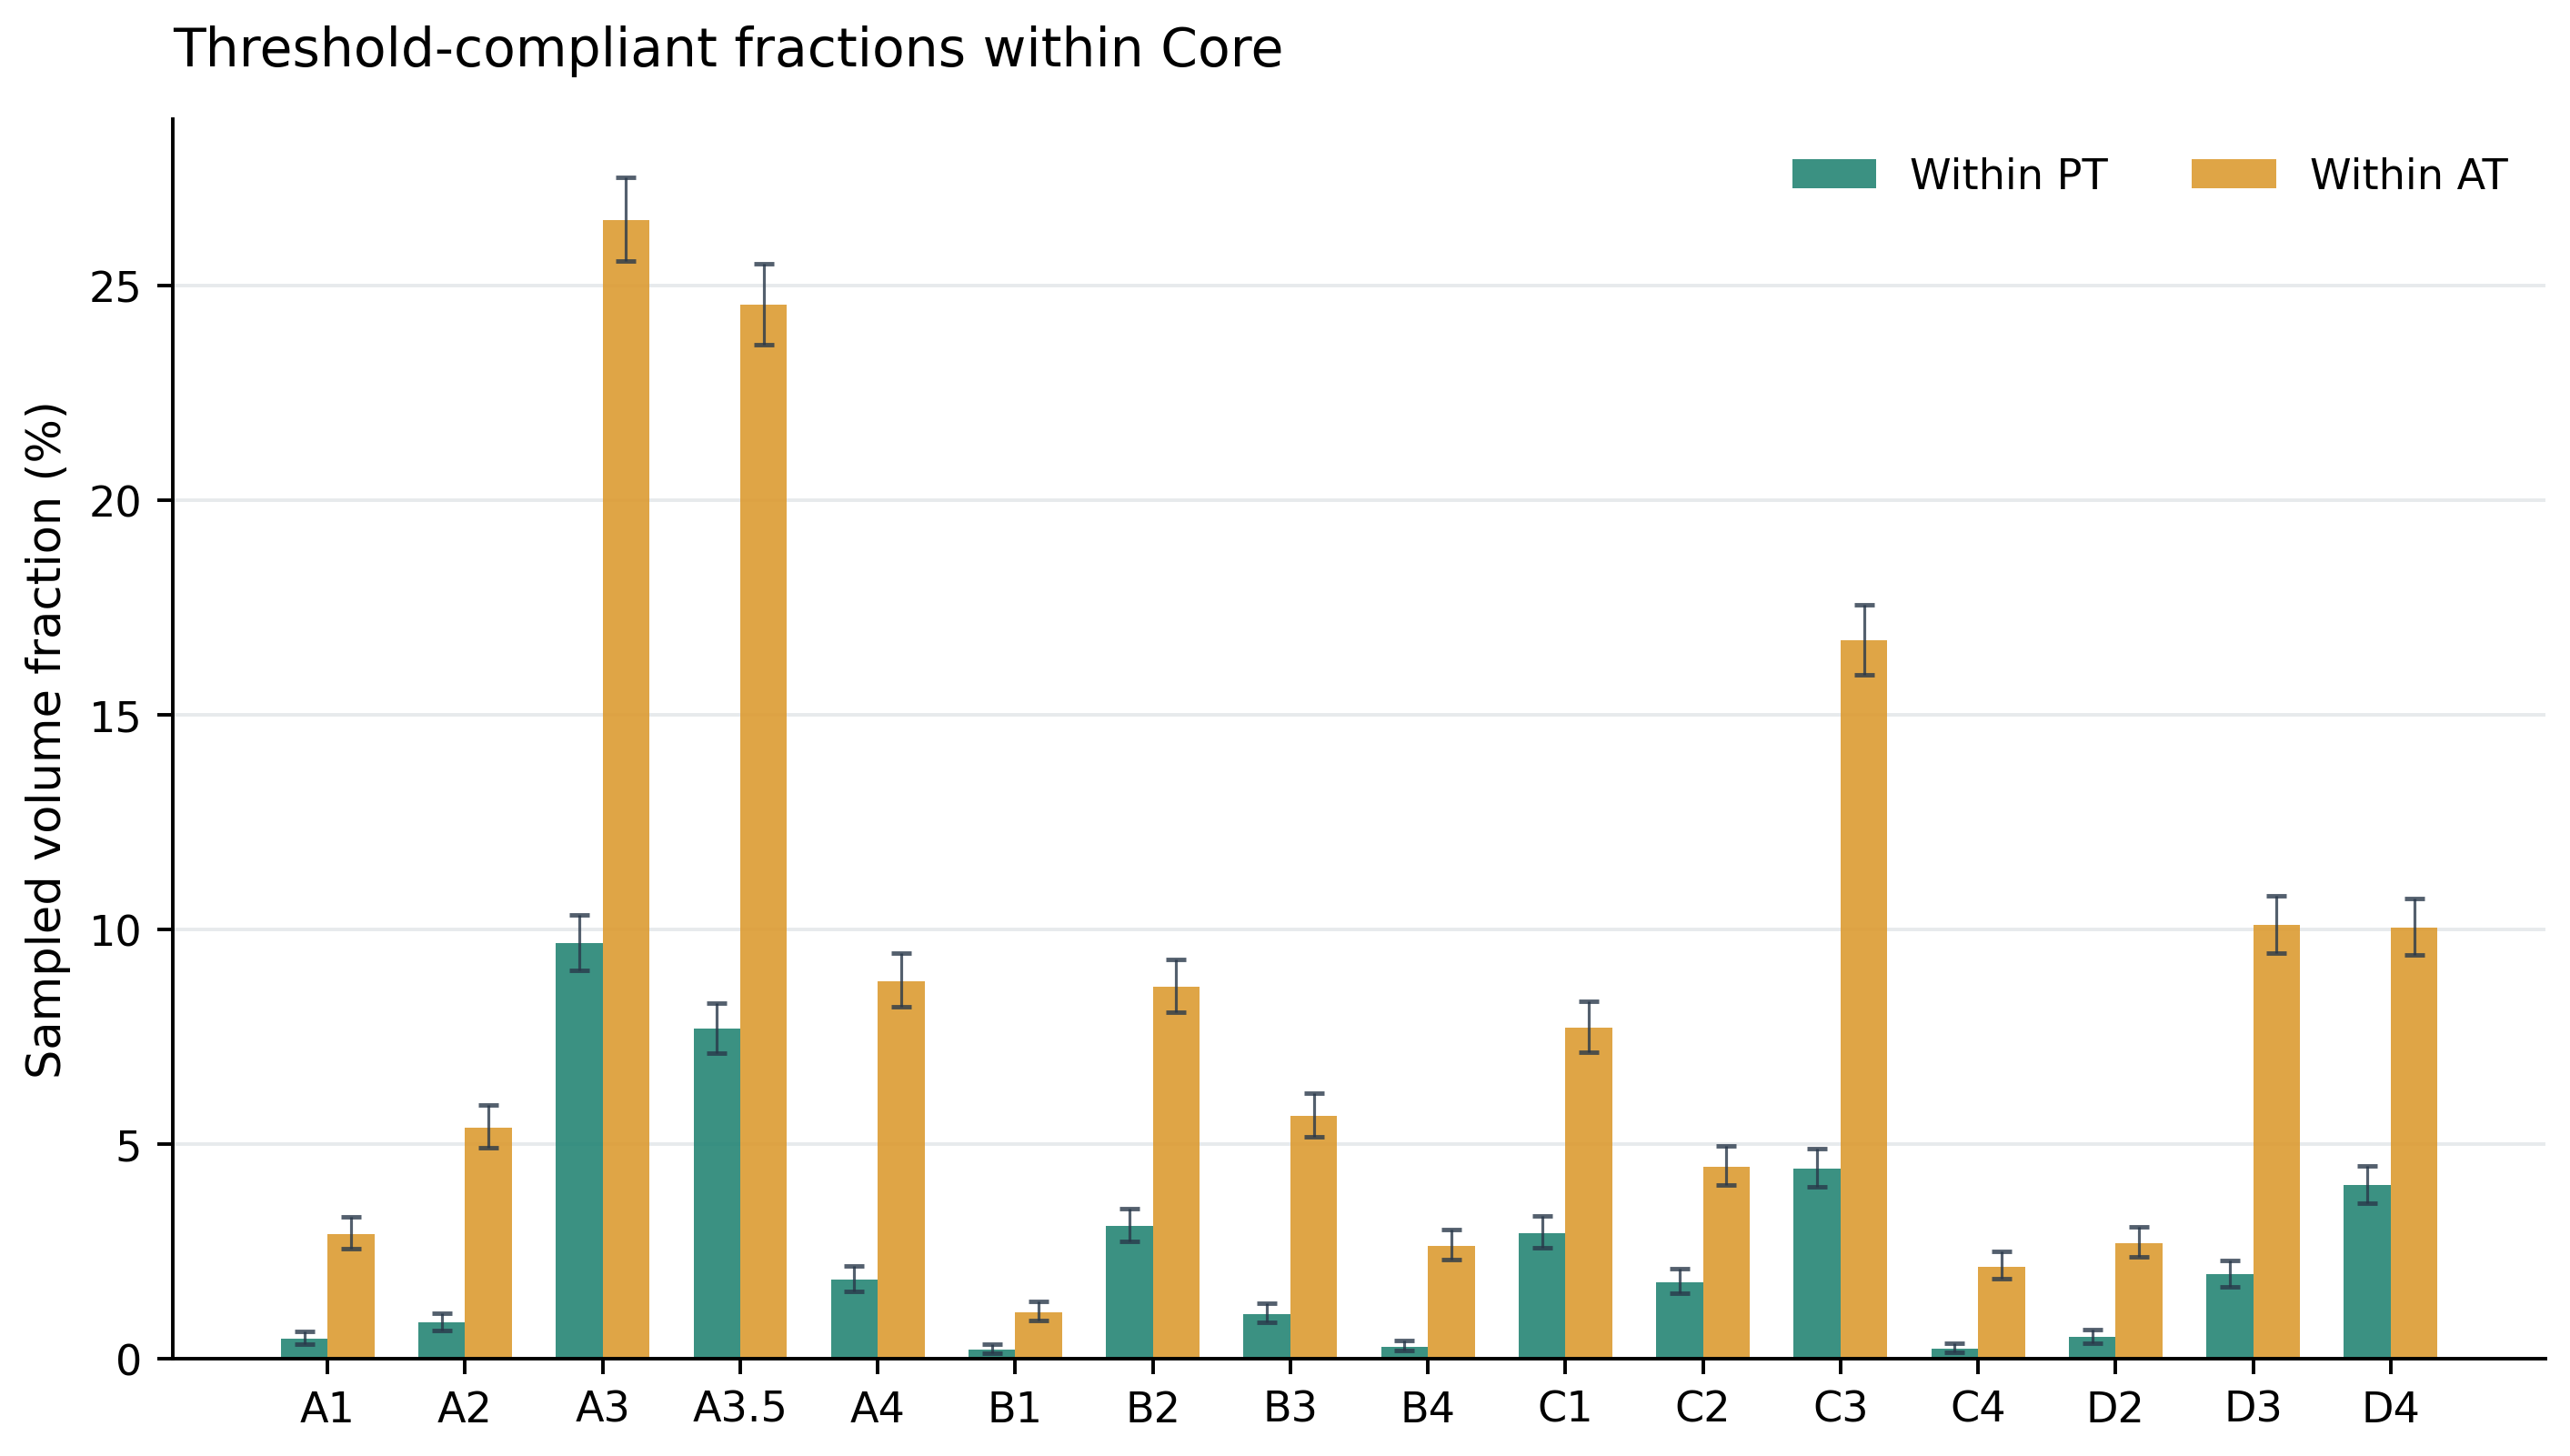 Threshold-compliant fractions within Core
Within PT
Within AT
Sampled volume fraction (%)
25
20
15
10
5
0
A1 A2 A3 A3.5 A4 B1 B2 B3 B4 C1 C2 C3 C4 D2 D3 D4